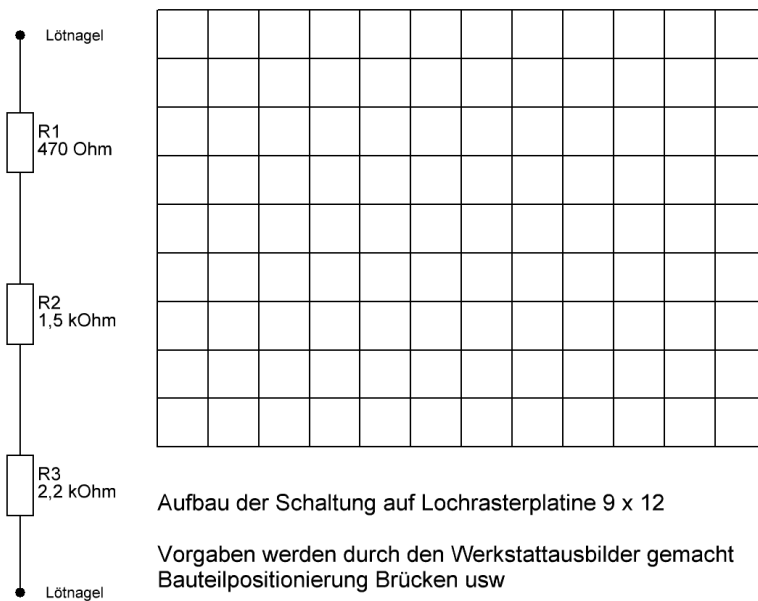 Lötnagel
R1
470 Ohm
R2
1,5 kOhm
R3
2,2 kOhm
Lötnagel
Aufbau der Schaltung auf Lochrasterplatine 9 x 12
Vorgaben werden durch den Werkstattausbilder gemacht
Bauteilpositionierung Brücken usw